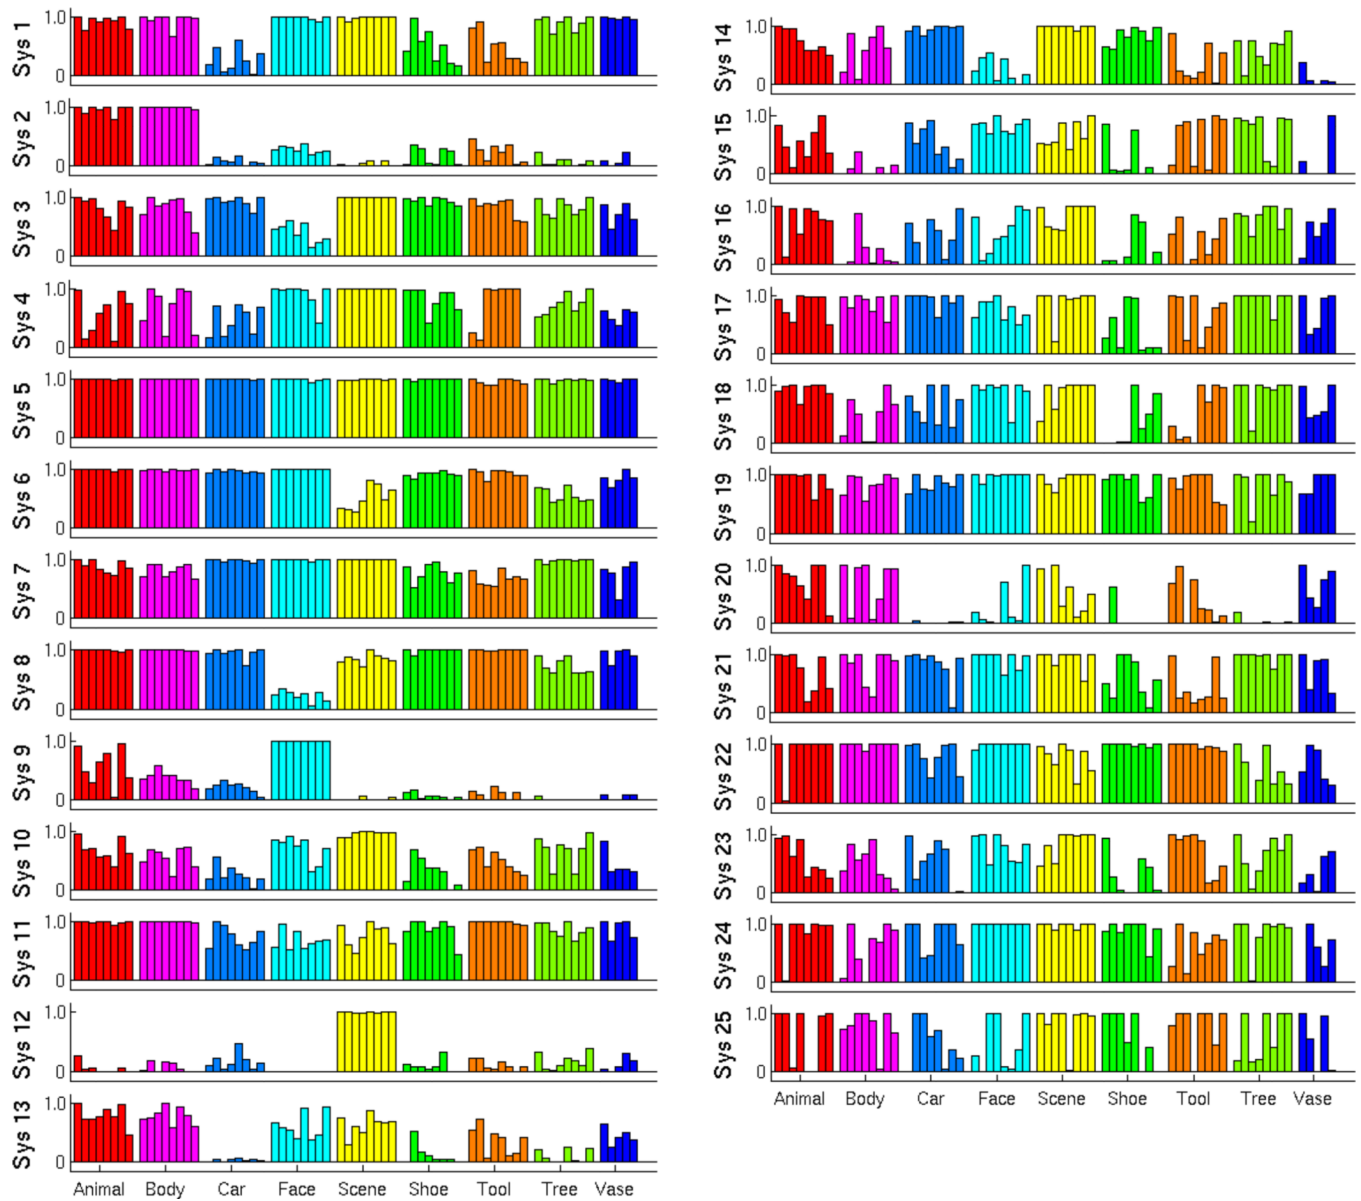 Sys 1
1.0
0
Sys 2
1.0
0
Sys 3
1.0
0
Sys 4
1.0
0
Sys 5
1.0
0
Sys 6
1.0
0
Sys 7
1.0
0
Sys 8
1.0
0
Sys 9
1.0
0
Sys 10
1.0
0
Sys 11
1.0
0
Sys 12
1.0
0
Sys 13
1.0
0
Animal Body Car Face Scene Shoe Tool Tree Vase
Sys 14
1.0
0
Sys 15
1.0
0
Sys 16
1.0
0
Sys 17
1.0
0
Sys 18
1.0
0
Sys 19
1.0
0
Sys 20
1.0
0
Sys 21
1.0
0
Sys 22
1.0
0
Sys 23
1.0
0
Sys 24
1.0
0
Sys 25
1.0
0
Animal Body Car Face Scene Shoe Tool Tree Vase